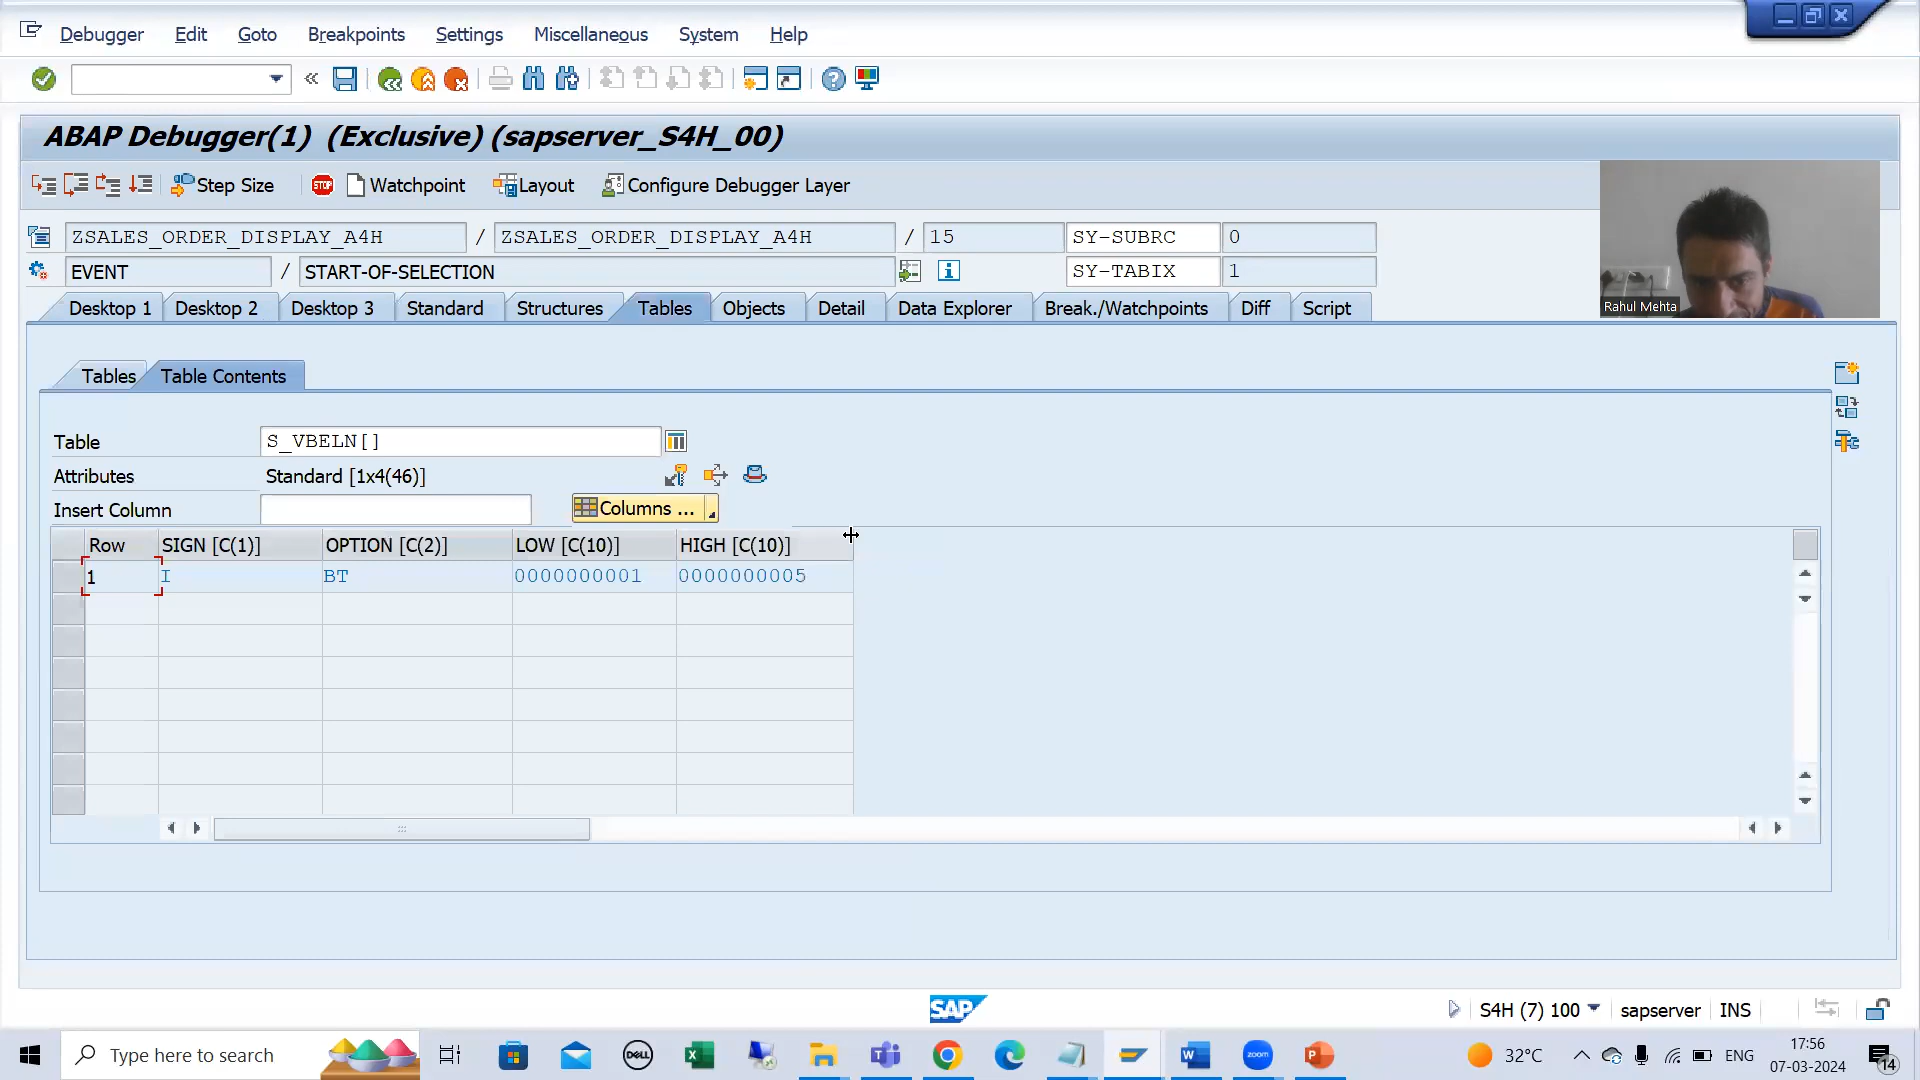 Debugger Edit Goto Breakpoints Settings Miscellaneous System Help
ABAP Debugger(1) (Exclusive) (sapserver_S4H_00)
Step Size STOP Watchpoint Layout Configure Debugger Layer
ZSALES_ORDER_DISPLAY_A4H / ZSALES_ORDER_DISPLAY_A4H / 15 SY-SUBRC 0
EVENT / START-OF-SELECTION SY-TABIX 1
Rahul Mehta
Desktop 1 Desktop 2 Desktop 3 Standard Structures Tables Objects Detail Data Explorer Break./Watchpoints Diff Script
Tables Table Contents
Table S_VBELN[]
Attributes Standard [1x4(46)]
Insert Column Columns ...
Row SIGN [C(1)] OPTION [C(2)] LOW [C(10)] HIGH [C(10)]
1 I BT 0000000001 0000000005
SAP S4H (7) 100 sapserver INS
Type here to search DELL zoom 32°C ENG 17:56
07-03-2024 14